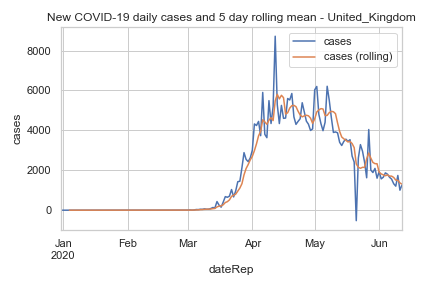 New COVID-19 daily cases and 5 day rolling mean - United_Kingdom
cases
cases (rolling)
8000
6000
4000
2000
0
cases
Jan
2020
Feb
Mar
Apr
May
Jun
dateRep